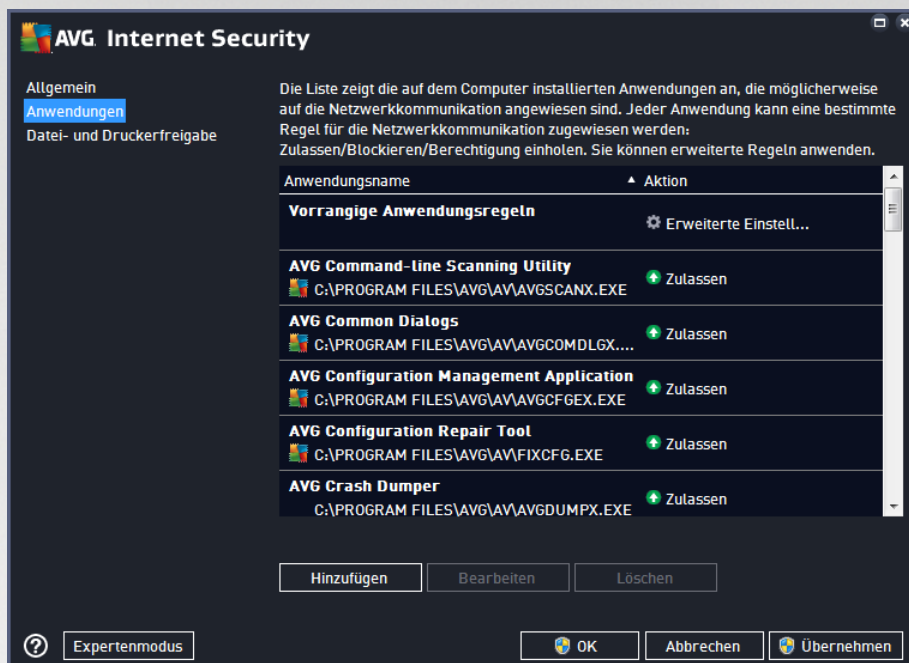 AVG Internet Security
Allgemein
Anwendungen
Datei- und Druckerfreigabe
Die Liste zeigt die auf dem Computer installierten Anwendungen an, die möglicherweise
auf die Netzwerkkommunikation angewiesen sind. Jeder Anwendung kann eine bestimmte
Regel für die Netzwerkkommunikation zugewiesen werden:
Zulassen/Blockieren/Berechtigung einholen. Sie können erweiterte Regeln anwenden.
Anwendungsname Aktion
Vorrangige Anwendungsregeln
Erweiterte Einstell...
AVG Command-line Scanning Utility
C:\PROGRAM FILES\AVG\AV\AVGSCANX.EXE
Zulassen
AVG Common Dialogs
C:\PROGRAM FILES\AVG\AV\AVGCOMDLGX....
Zulassen
AVG Configuration Management Application
C:\PROGRAM FILES\AVG\AV\AVGCFGEX.EXE
Zulassen
AVG Configuration Repair Tool
C:\PROGRAM FILES\AVG\AV\FIXCFG.EXE
Zulassen
AVG Crash Dumper
C:\PROGRAM FILES\AVG\AV\AVGDUMPX.EXE
Zulassen
Hinzufügen Bearbeiten Löschen
? Expertenmodus OK Abbrechen Übernehmen